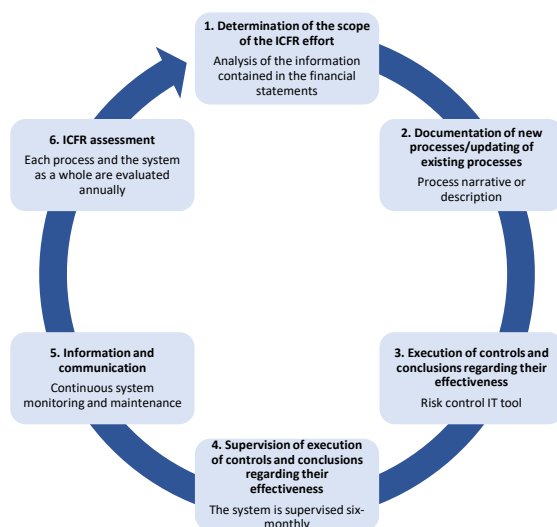 1. Determination of the scope
of the ICFR effort
Analysis of the information
contained in the financial
statements
2. Documentation of new
processes/updating of
existing processes
Process narrative or
description
3. Execution of controls and
conclusions regarding their
effectiveness
Risk control IT tool
4. Supervision of execution
of controls and conclusions
regarding their
effectiveness
The system is supervised six-
monthly
5. Information and
communication
Continuous system
monitoring and maintenance
6. ICFR assessment
Each process and the system
as a whole are evaluated
annually